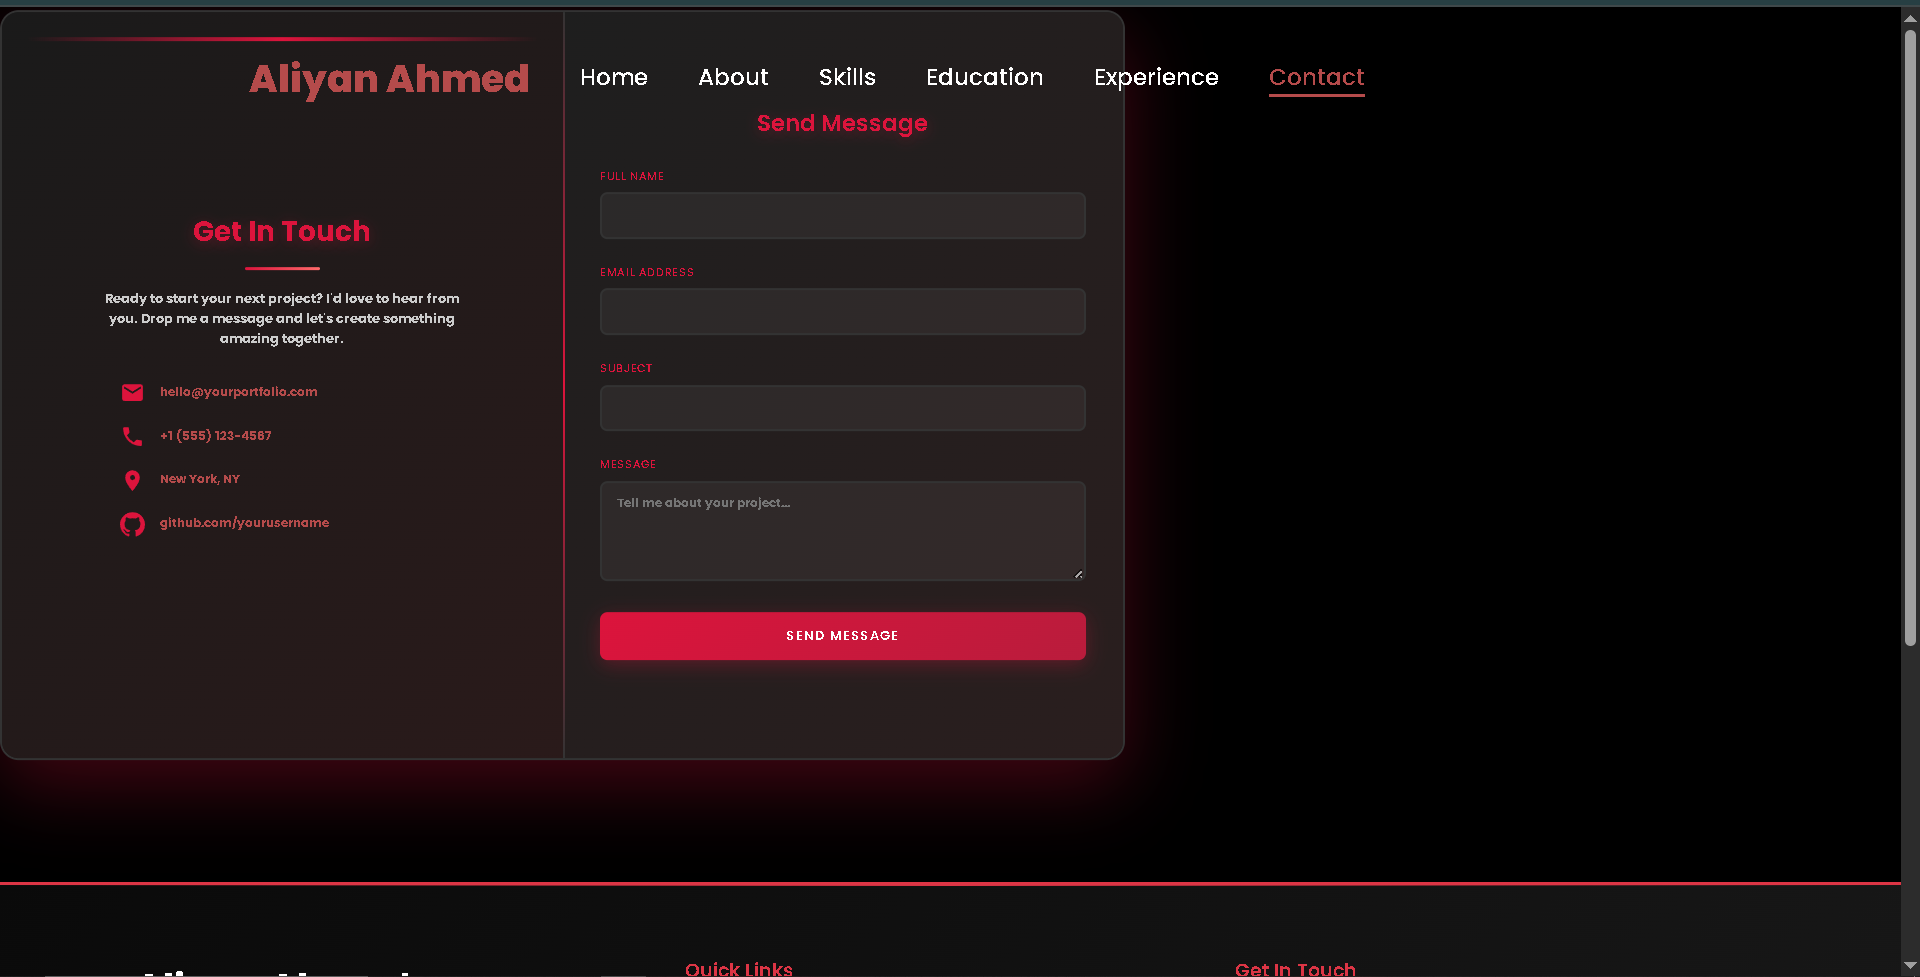 Aliyan Ahmed
Home About Skills Education Experience Contact
Get In Touch
Ready to start your next project? I'd love to hear from
you. Drop me a message and let's create something
amazing together.
hello@yourportfolio.com
+1 (555) 123-4567
New York, NY
github.com/yourusername
Send Message
FULL NAME
EMAIL ADDRESS
SUBJECT
MESSAGE
Tell me about your project...
SEND MESSAGE
Quick Links
Get In Touch